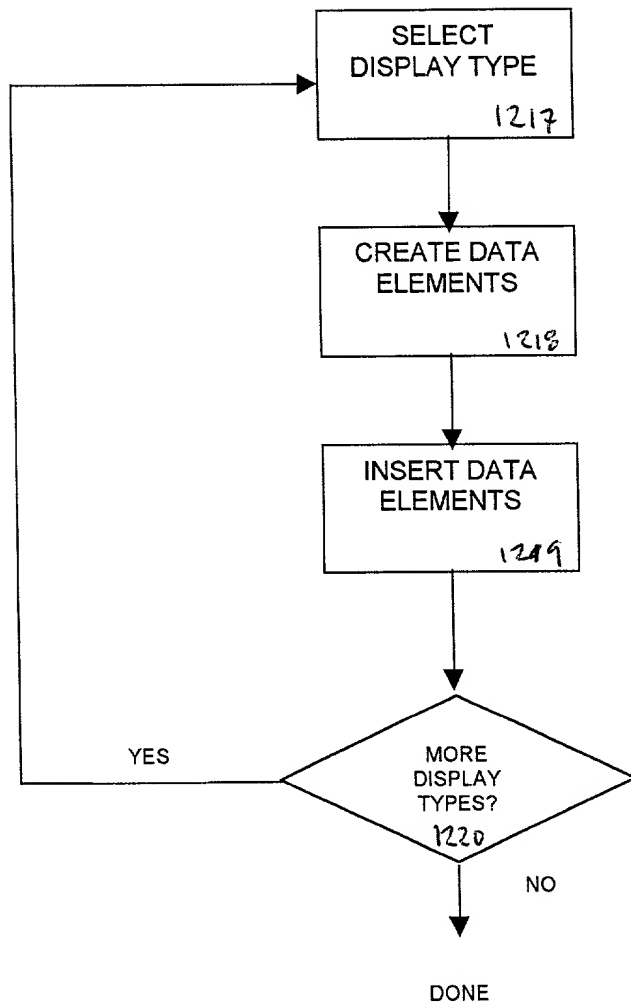 SELECT
DISPLAY TYPE
1217
CREATE DATA
ELEMENTS
1218
INSERT DATA
ELEMENTS
1219
YES
MORE
DISPLAY
TYPES?
1220
NO
DONE